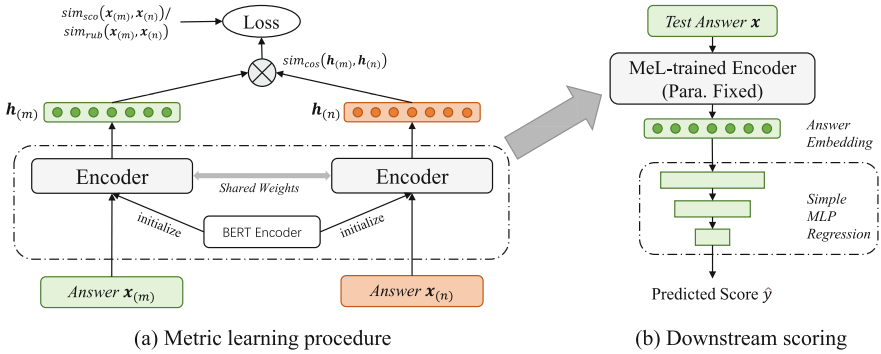 sim_sco(x_(m), x_(n))/
sim_rub(x_(m), x_(n))
Loss
sim_cos(h_(m), h_(n))
h_(m)
h_(n)
Encoder
Shared Weights
Encoder
initialize
BERT Encoder
initialize
Answer x_(m)
Answer x_(n)
(a) Metric learning procedure
Test Answer x
MeL-trained Encoder
(Para. Fixed)
Answer
Embedding
Simple
MLP
Regression
Predicted Score ŷ
(b) Downstream scoring